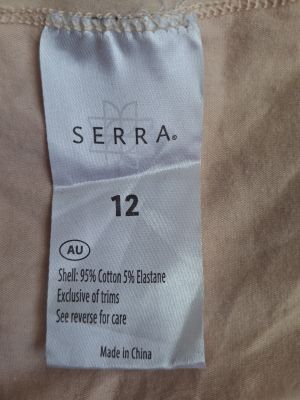 SERRA®
12
AU
Shell: 95% Cotton 5% Elastane
Exclusive of trims
See reverse for care
Made in China